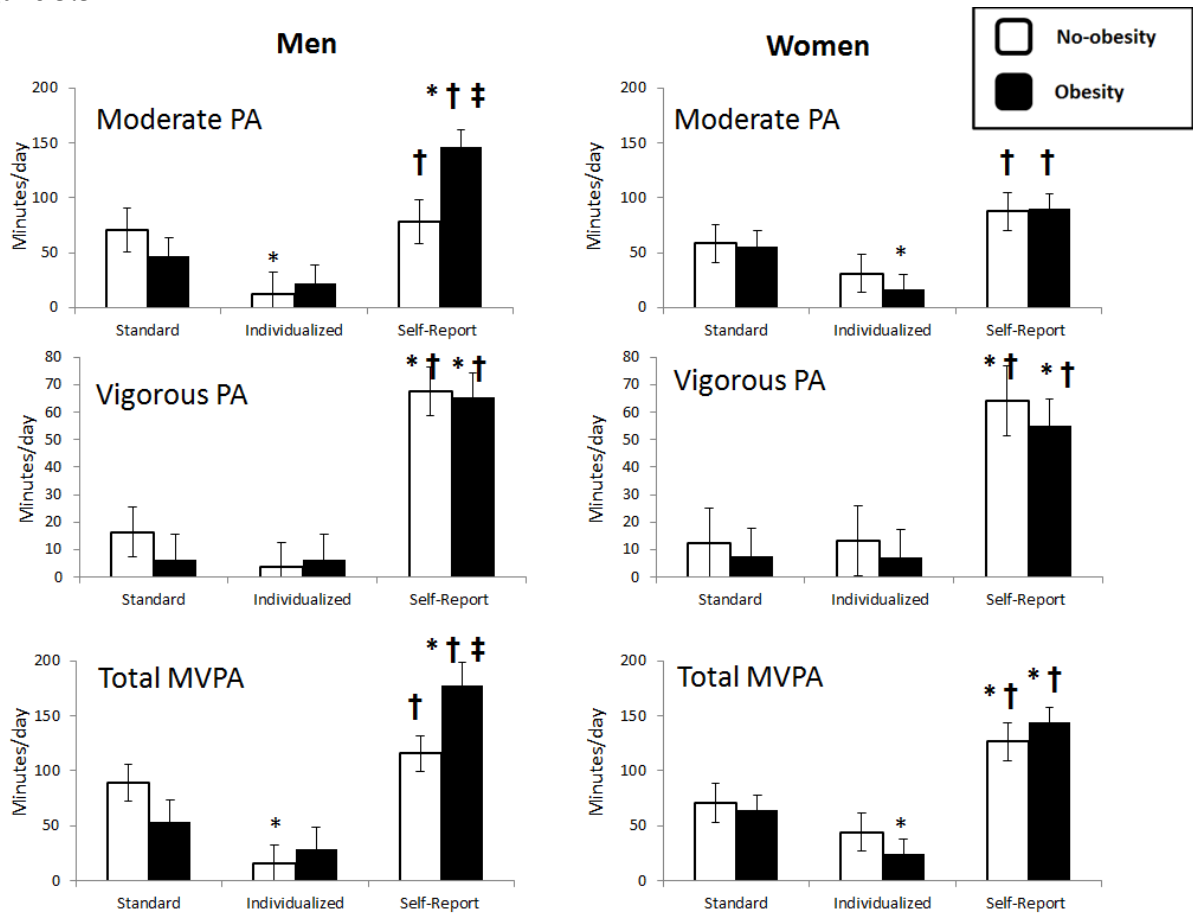 Men
Women
No-obesity
Obesity
Moderate PA
Minutes/day
200
150
100
50
0
* † ‡
†
*
Standard
Individualized
Self-Report
Moderate PA
Minutes/day
200
150
100
50
0
† †
*
Standard
Individualized
Self-Report
Vigorous PA
Minutes/day
80
70
60
50
40
30
20
10
0
* † * †
Standard
Individualized
Self-Report
Vigorous PA
Minutes/day
80
70
60
50
40
30
20
10
0
* † * †
Standard
Individualized
Self-Report
Total MVPA
Minutes/day
200
150
100
50
0
* † ‡
†
*
Standard
Individualized
Self-Report
Total MVPA
Minutes/day
200
150
100
50
0
* † * †
*
Standard
Individualized
Self-Report